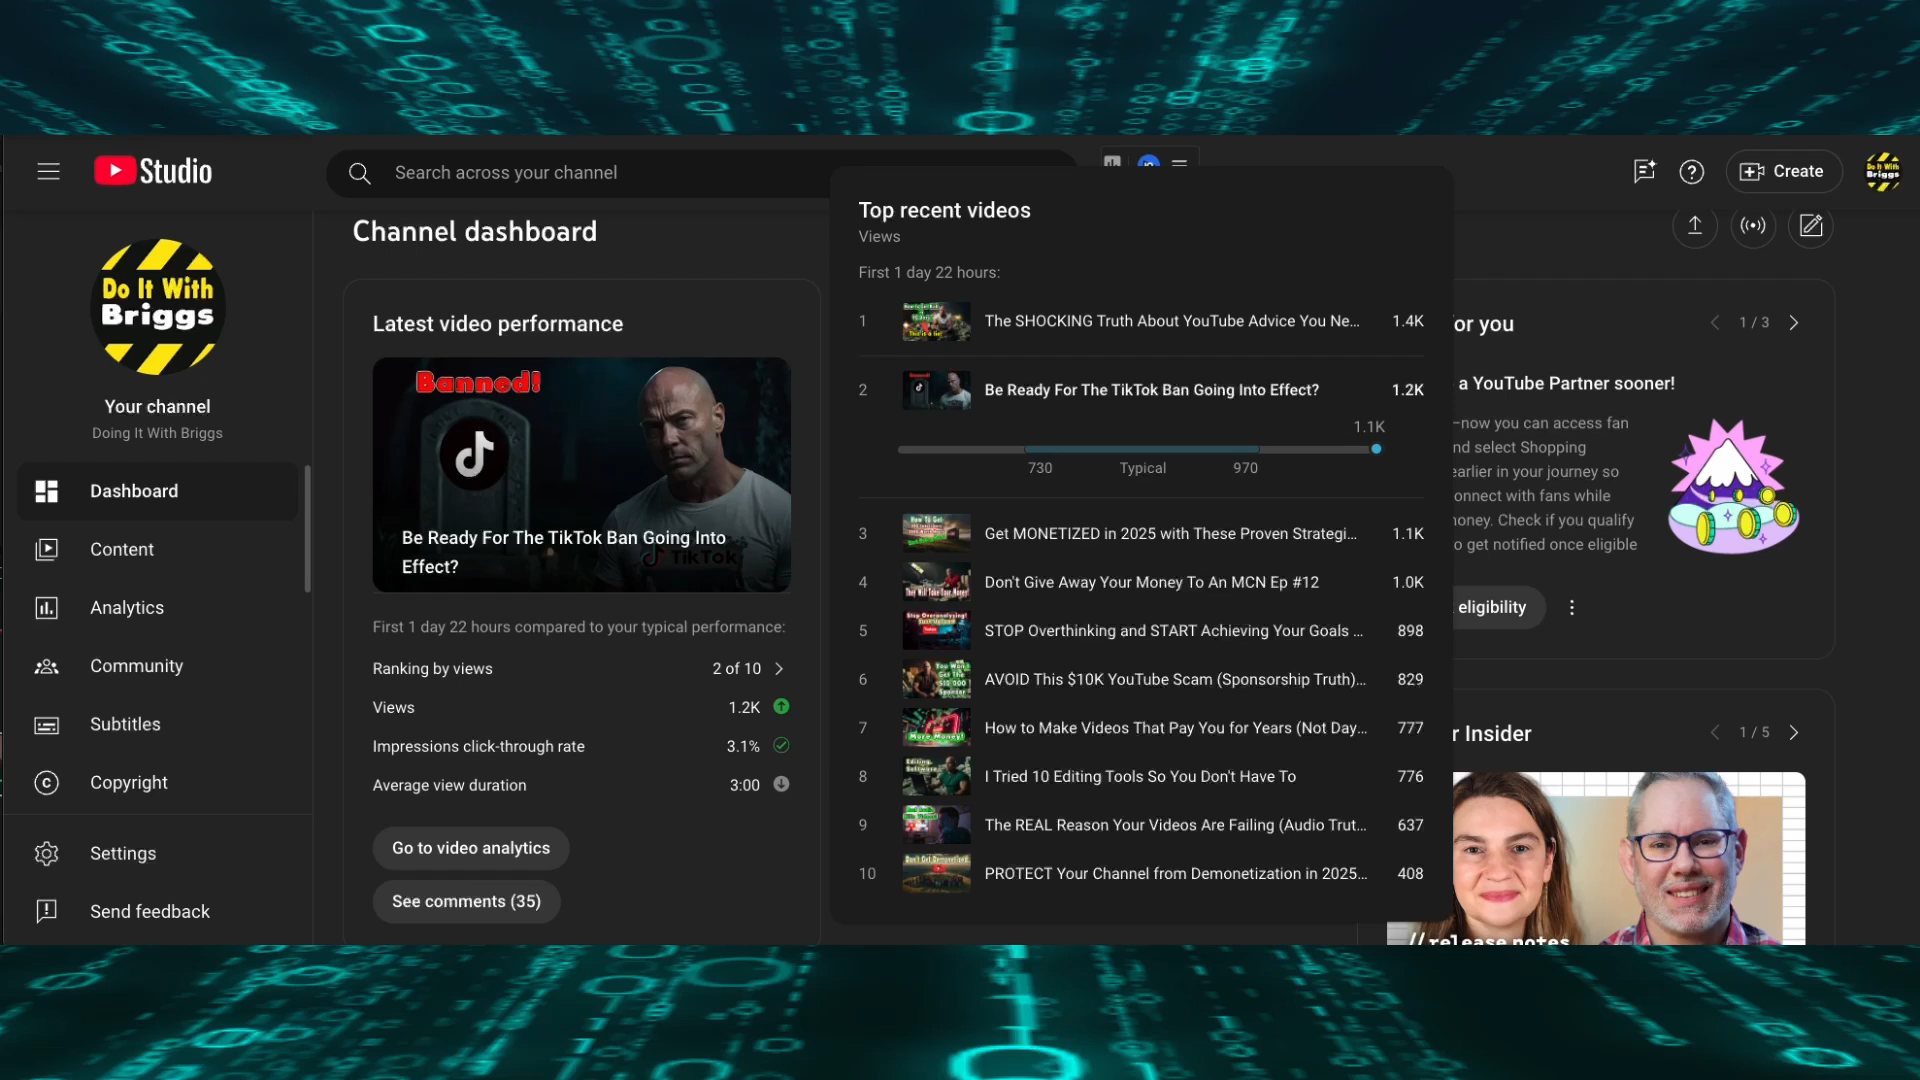 Studio
Search across your channel
Create
Do It With
Briggs
Do It With
Briggs
Your channel
Doing It With Briggs
Dashboard
Content
Analytics
Community
Subtitles
Copyright
Settings
Send feedback
Channel dashboard
Latest video performance
Banned!
TikTok
Be Ready For The TikTok Ban Going Into
Effect?
First 1 day 22 hours compared to your typical performance:
Ranking by views
2 of 10
Views
1.2K
Impressions click-through rate
3.1%
Average view duration
3:00
Go to video analytics
See comments (35)
Top recent videos
Views
First 1 day 22 hours:
1 The SHOCKING Truth About YouTube Advice You Ne... 1.4K
2 Be Ready For The TikTok Ban Going Into Effect? 1.2K
1.1K
730 Typical 970
3 Get MONETIZED in 2025 with These Proven Strategi... 1.1K
4 Don't Give Away Your Money To An MCN Ep #12 1.0K
5 STOP Overthinking and START Achieving Your Goals ... 898
6 AVOID This $10K YouTube Scam (Sponsorship Truth)... 829
7 How to Make Videos That Pay You for Years (Not Day... 777
8 I Tried 10 Editing Tools So You Don't Have To 776
9 The REAL Reason Your Videos Are Failing (Audio Trut... 637
10 PROTECT Your Channel from Demonetization in 2025... 408
or you
1 / 3
a YouTube Partner sooner!
now you can access fan
nd select Shopping
earlier in your journey so
onnect with fans while
oney. Check if you qualify
o get notified once eligible
eligibility
r Insider
1 / 5
// release notes